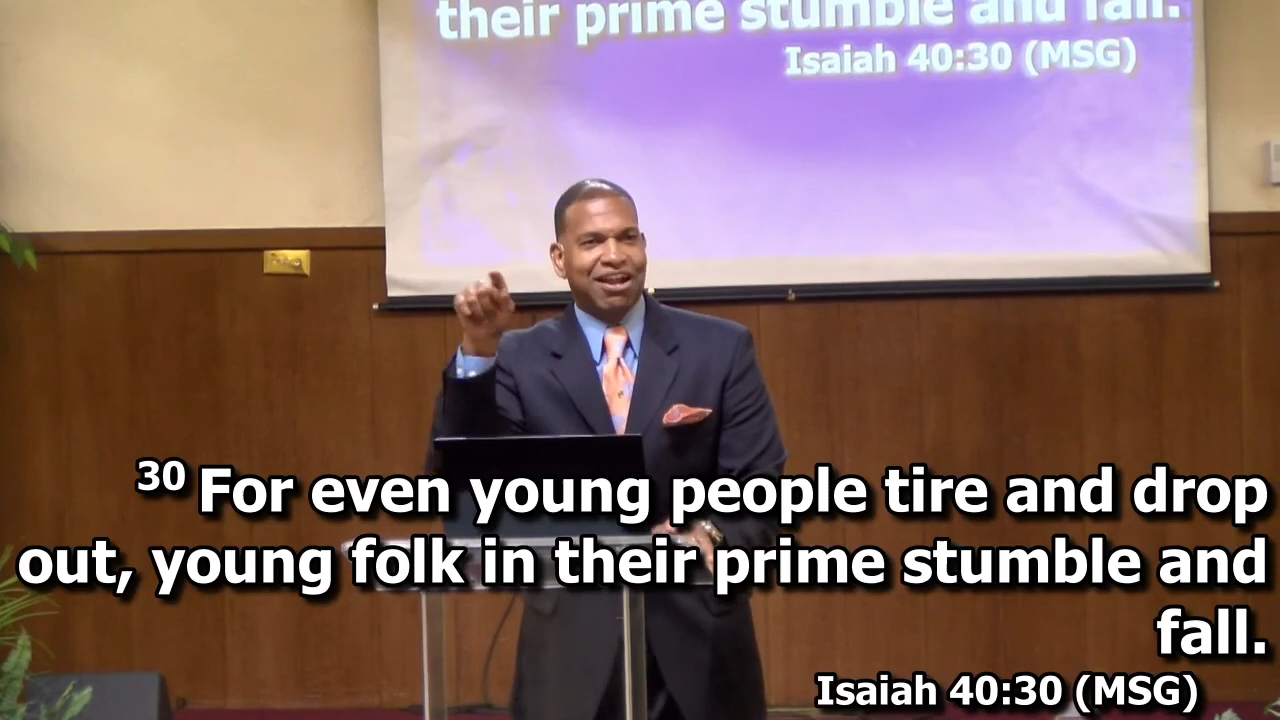 their prime stumble and fall.
Isaiah 40:30 (MSG)
30 For even young people tire and drop
out, young folk in their prime stumble and
fall.
Isaiah 40:30 (MSG)